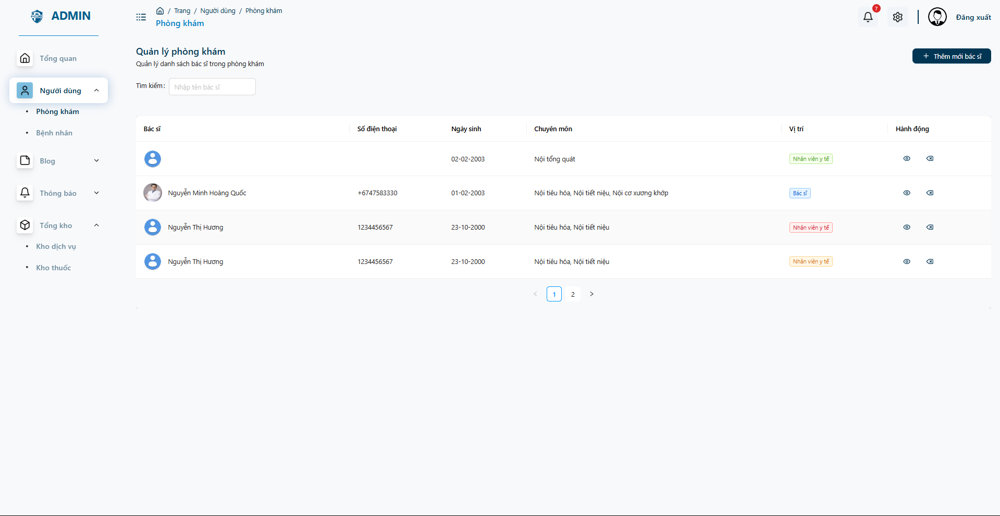 ADMIN
Tổng quan
Người dùng
Phòng khám
Bệnh nhân
Blog
Thông báo
Tổng kho
Kho dịch vụ
Kho thuốc
/ Trang / Người dùng / Phòng khám
Phòng khám
7
Đăng xuất
Quản lý phòng khám
Quản lý danh sách bác sĩ trong phòng khám
+ Thêm mới bác sĩ
Tìm kiếm: Nhập tên bác sĩ
Bác sĩ Số điện thoại Ngày sinh Chuyên môn Vị trí Hành động
02-02-2003 Nội tổng quát Nhân viên y tế
Nguyễn Minh Hoàng Quốc +6747583330 01-02-2003 Nội tiêu hóa, Nội tiết niệu, Nội cơ xương khớp Bác sĩ
Nguyễn Thị Hương 1234456567 23-10-2000 Nội tiêu hóa, Nội tiết niệu Nhân viên y tế
Nguyễn Thị Hương 1234456567 23-10-2000 Nội tiêu hóa, Nội tiết niệu Nhân viên y tế
< 1 2 >